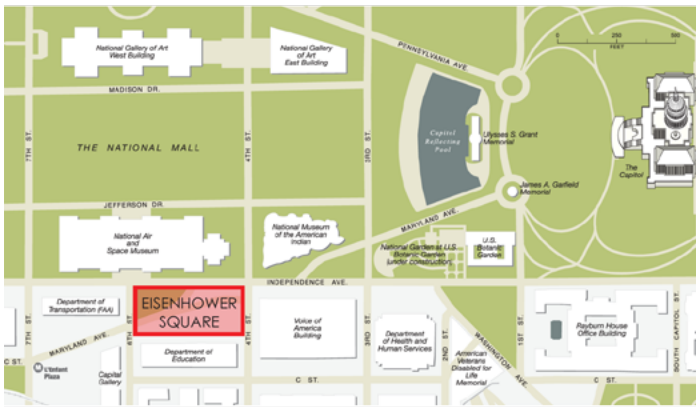 National Gallery of Art
West Building
National Gallery
of Art
East Building
PENNSYLVANIA AVE.
0
250
500
FEET
MADISON DR.
7TH ST.
4TH ST.
3RD ST.
THE NATIONAL MALL
Capitol
Reflecting
Pool
Ulysses S. Grant
Memorial
The
Capitol
James A. Garfield
Memorial
JEFFERSON DR.
MARYLAND AVE.
National Air
and
Space Museum
National Museum
of the American
Indian
National Garden at U.S.
Botanic Garden
(under construction)
U.S.
Botanic
Garden
INDEPENDENCE AVE.
Department of
Transportation (FAA)
EISENHOWER
SQUARE
Voice of
America
Building
Department
of Health and
Human Services
Rayburn House
Office Building
7TH ST.
6TH ST.
4TH ST.
3RD ST.
2ND ST.
WASHINGTON AVE.
1ST ST.
SOUTH CAPITOL ST.
MARYLAND AVE.
Department of
Education
C ST.
L'Enfant
Plaza
Capital
Gallery
American
Veterans
Disabled for
Life
Memorial
C ST.
C ST.